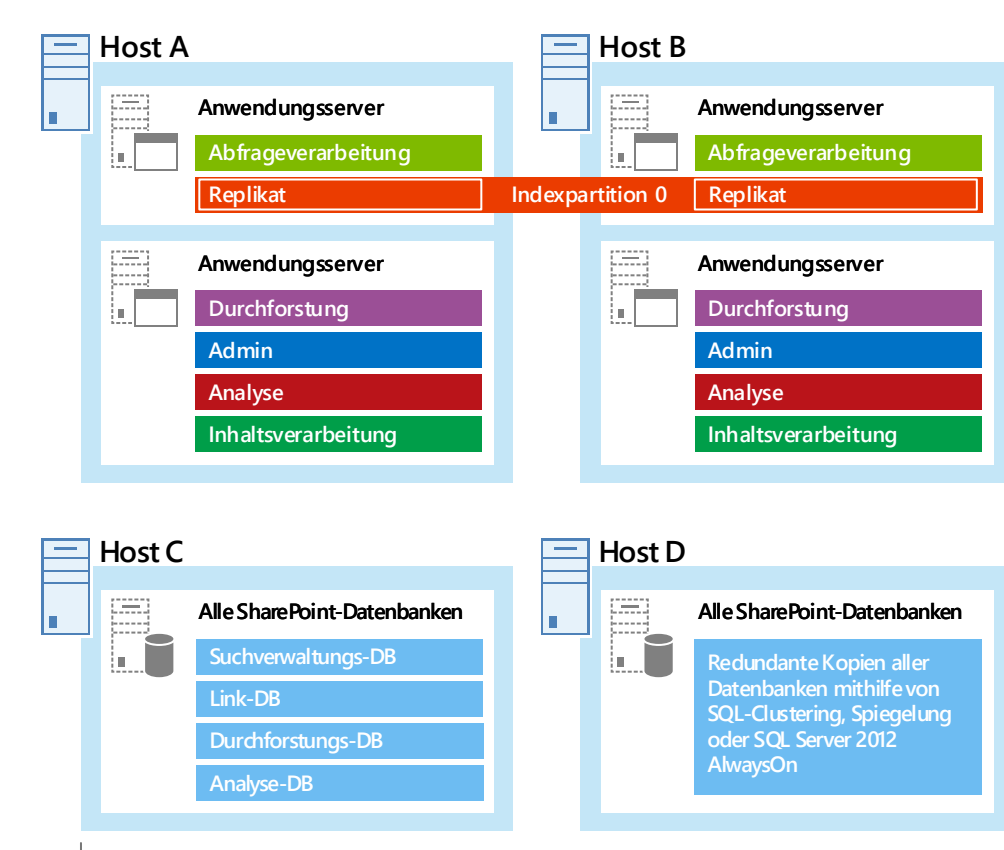 Host A
Anwendungsserver
Abfrageverarbeitung
Replikat
Indexpartition 0
Anwendungsserver
Durchforstung
Admin
Analyse
Inhaltsverarbeitung
Host B
Anwendungsserver
Abfrageverarbeitung
Replikat
Anwendungsserver
Durchforstung
Admin
Analyse
Inhaltsverarbeitung
Host C
Alle SharePoint-Datenbanken
Suchverwaltungs-DB
Link-DB
Durchforstungs-DB
Analyse-DB
Host D
Alle SharePoint-Datenbanken
Redundante Kopien aller
Datenbanken mithilfe von
SQL-Clustering, Spiegelung
oder SQL Server 2012
AlwaysOn